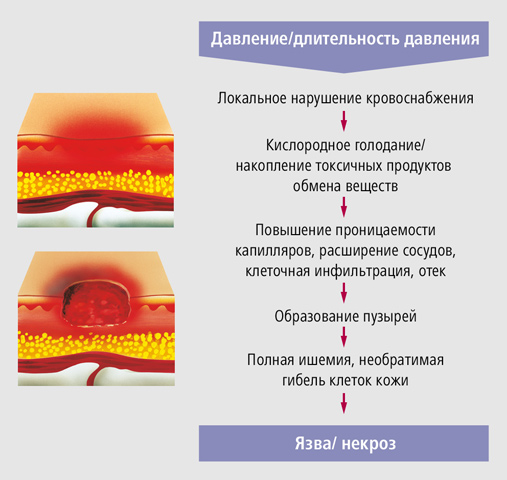 Давление/длительность давления
Локальное нарушение кровоснабжения
Кислородное голодание/
накопление токсичных продуктов
обмена веществ
Повышение проницаемости
капилляров, расширение сосудов,
клеточная инфильтрация, отек
Образование пузырей
Полная ишемия, необратимая
гибель клеток кожи
Язва/ некроз